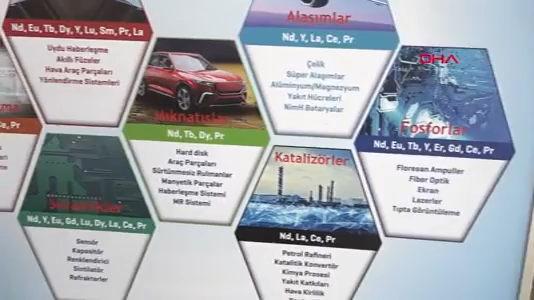 Nd, Eu, Tb, Dy, Y, Lu, Sm, Pr, La
Uydu Haberleşme
Akıllı Füzeler
Hava Araç Parçaları
Yönlendirme Sistemleri
Mıknatıslar
Nd, Tb, Dy, Pr
Hard disk
Araç Parçaları
Sürtünmesiz Rulmanlar
Manyetik Parçalar
Haberleşme Sistemi
MR Sistemi
Alaşımlar
Nd, Y, La, Ce, Pr
Çelik
Süper Alaşımlar
Alüminyum/Magnezyum
Yakıt Hücreleri
NimH Bataryalar
DHA
Fosforlar
Nd, Eu, Tb, Y, Er, Gd, Ce, Pr
Floresan Ampuller
Fiber Optik
Ekran
Lazerler
Tıpta Görüntüleme
Ce, Pr
Seramikler
Nd, Y, Eu, Gd, Lu, Dy, La, Ce, Pr
Sensör
Kapasitör
Renklendirici
Sintilatör
Refrakterler
Katalizörler
Nd, La, Ce, Pr
Petrol Rafineri
Katalitik Konvertör
Kimya Prosesi
Yakıt Katkıları
Hava Kirlilik